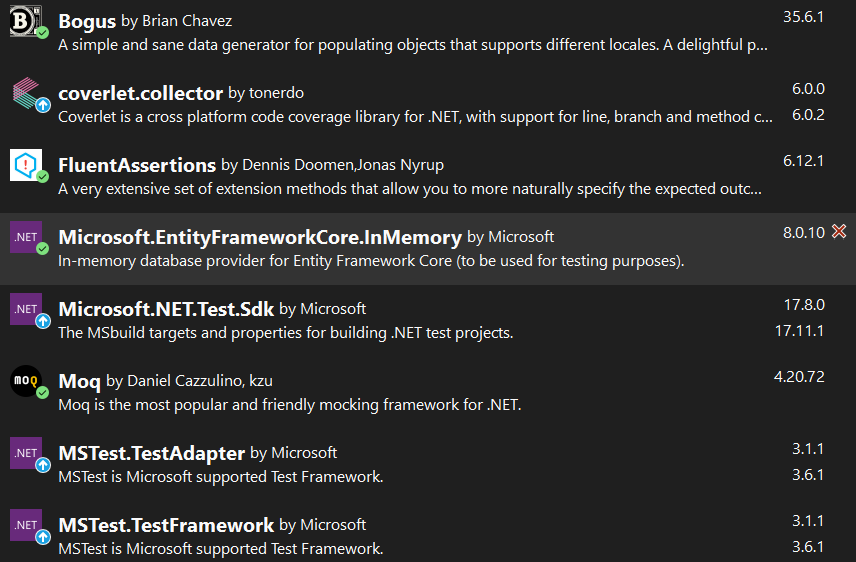 B
Bogus by Brian Chavez 35.6.1
A simple and sane data generator for populating objects that supports different locales. A delightful p...
coverlet.collector by tonerdo 6.0.0
Coverlet is a cross platform code coverage library for .NET, with support for line, branch and method c... 6.0.2
FluentAssertions by Dennis Doomen,Jonas Nyrup 6.12.1
A very extensive set of extension methods that allow you to more naturally specify the expected outc...
.NET Microsoft.EntityFrameworkCore.InMemory by Microsoft 8.0.10
In-memory database provider for Entity Framework Core (to be used for testing purposes).
.NET Microsoft.NET.Test.Sdk by Microsoft 17.8.0
The MSbuild targets and properties for building .NET test projects. 17.11.1
moq Moq by Daniel Cazzulino, kzu 4.20.72
Moq is the most popular and friendly mocking framework for .NET.
.NET MSTest.TestAdapter by Microsoft 3.1.1
MSTest is Microsoft supported Test Framework. 3.6.1
.NET MSTest.TestFramework by Microsoft 3.1.1
MSTest is Microsoft supported Test Framework. 3.6.1